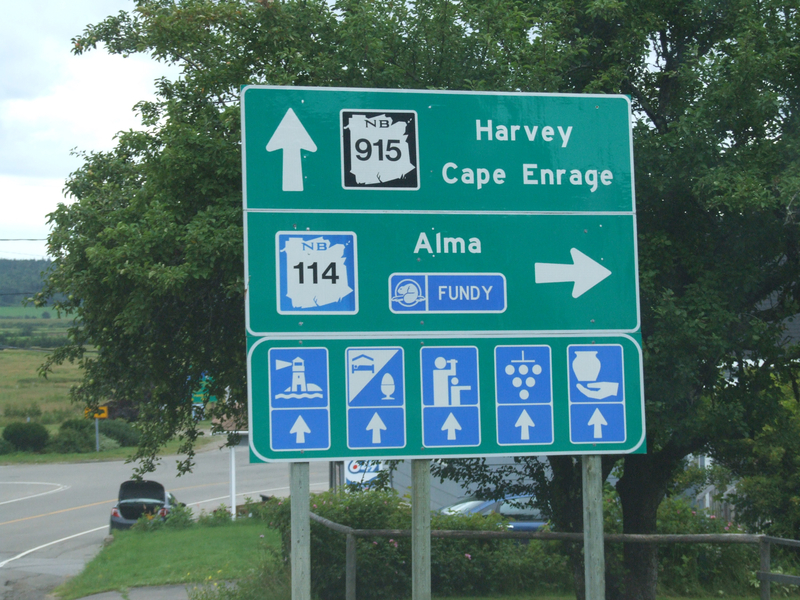 NB
915
Harvey
Cape Enrage
NB
114
Alma
FUNDY